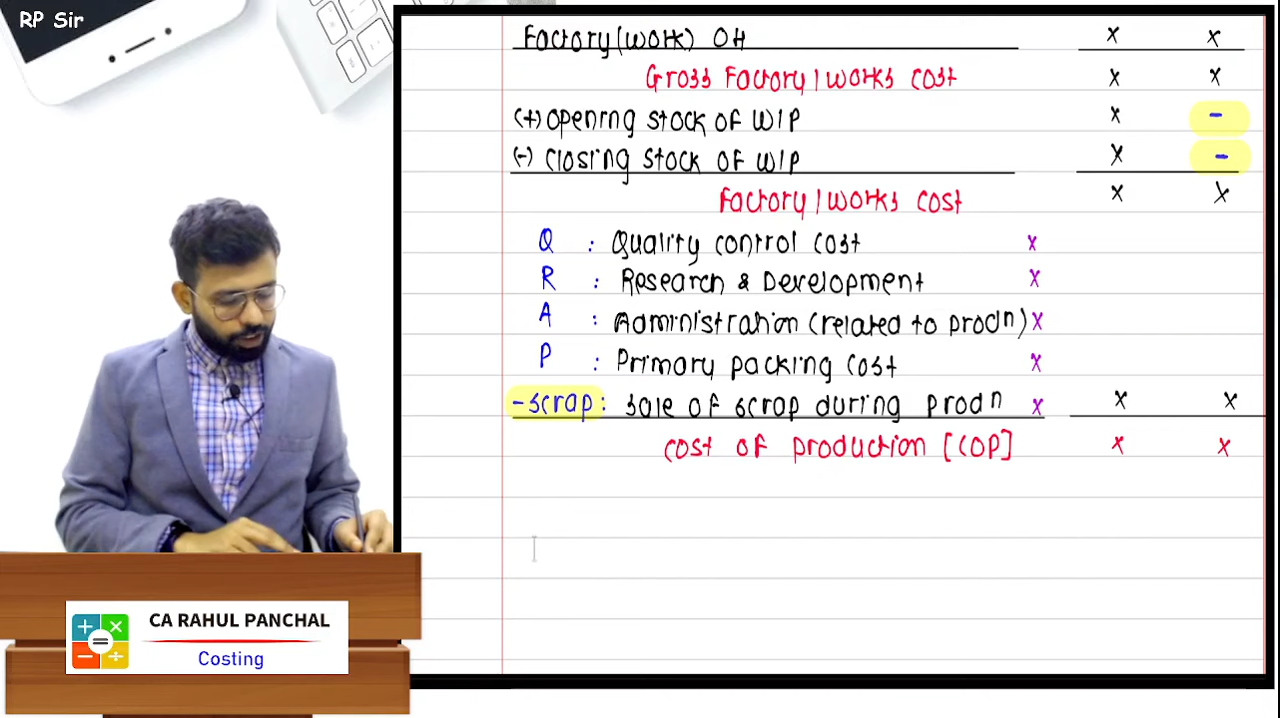 RP Sir
Factory(work) OH x x
Gross Factory/works cost x x
(+) opening stock of WIP x -
(-) closing stock of WIP x -
Factory/works cost x x
Q : Quality control cost x
R : Research & Development x
A : Administration (related to prodn) x
P : Primary packing cost x
-scrap : sale of scrap during prodn x x x
cost of production [COP] x x
CA RAHUL PANCHAL
Costing